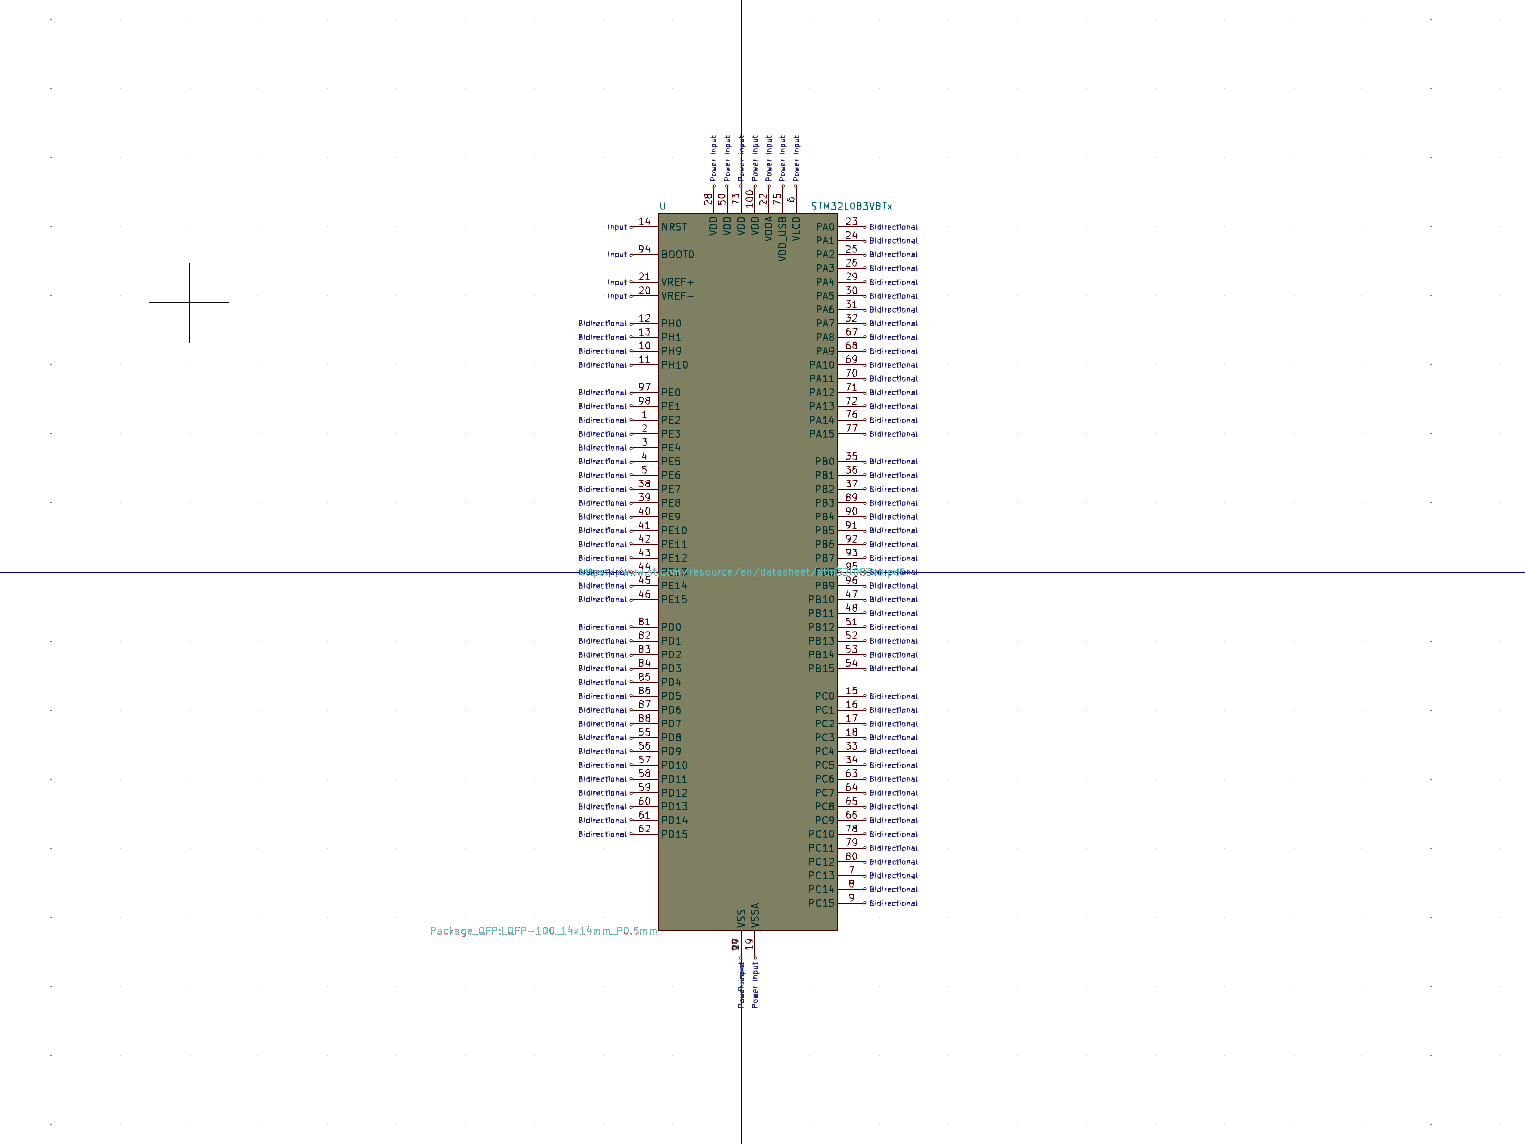 Power Input 28 VDD
Power Input 50 VDD
Power Input 73 VDD
Power Input 100 VDD
Power Input 22 VDDA
Power Input 75 VDD_USB
Power Input 6 VLCD
U STM32L083VBTx
Input 14 NRST PA0 23 Bidirectional
PA1 24 Bidirectional
Input 94 BOOT0 PA2 25 Bidirectional
PA3 26 Bidirectional
Input 21 VREF+ PA4 29 Bidirectional
Input 20 VREF- PA5 30 Bidirectional
PA6 31 Bidirectional
Bidirectional 12 PH0 PA7 32 Bidirectional
Bidirectional 13 PH1 PA8 67 Bidirectional
Bidirectional 10 PH9 PA9 68 Bidirectional
Bidirectional 11 PH10 PA10 69 Bidirectional
PA11 70 Bidirectional
Bidirectional 97 PE0 PA12 71 Bidirectional
Bidirectional 98 PE1 PA13 72 Bidirectional
Bidirectional 1 PE2 PA14 76 Bidirectional
Bidirectional 2 PE3 PA15 77 Bidirectional
Bidirectional 3 PE4
Bidirectional 4 PE5 PB0 35 Bidirectional
Bidirectional 5 PE6 PB1 36 Bidirectional
Bidirectional 38 PE7 PB2 37 Bidirectional
Bidirectional 39 PE8 PB3 89 Bidirectional
Bidirectional 40 PE9 PB4 90 Bidirectional
Bidirectional 41 PE10 PB5 91 Bidirectional
Bidirectional 42 PE11 PB6 92 Bidirectional
Bidirectional 43 PE12 PB7 93 Bidirectional
44 95
Bidirectional 45 PE14 PB9 96 Bidirectional
Bidirectional 46 PE15 PB10 47 Bidirectional
PB11 48 Bidirectional
Bidirectional 81 PD0 PB12 51 Bidirectional
Bidirectional 82 PD1 PB13 52 Bidirectional
Bidirectional 83 PD2 PB14 53 Bidirectional
Bidirectional 84 PD3 PB15 54 Bidirectional
Bidirectional 85 PD4
Bidirectional 86 PD5 PC0 15 Bidirectional
Bidirectional 87 PD6 PC1 16 Bidirectional
Bidirectional 88 PD7 PC2 17 Bidirectional
Bidirectional 55 PD8 PC3 18 Bidirectional
Bidirectional 56 PD9 PC4 33 Bidirectional
Bidirectional 57 PD10 PC5 34 Bidirectional
Bidirectional 58 PD11 PC6 63 Bidirectional
Bidirectional 59 PD12 PC7 64 Bidirectional
Bidirectional 60 PD13 PC8 65 Bidirectional
Bidirectional 61 PD14 PC9 66 Bidirectional
Bidirectional 62 PD15 PC10 78 Bidirectional
PC11 79 Bidirectional
PC12 80 Bidirectional
PC13 7 Bidirectional
PC14 8 Bidirectional
PC15 9 Bidirectional
Package_QFP:LQFP-100_14x14mm_P0.5mm
VSS
VSSA 19 Power Input